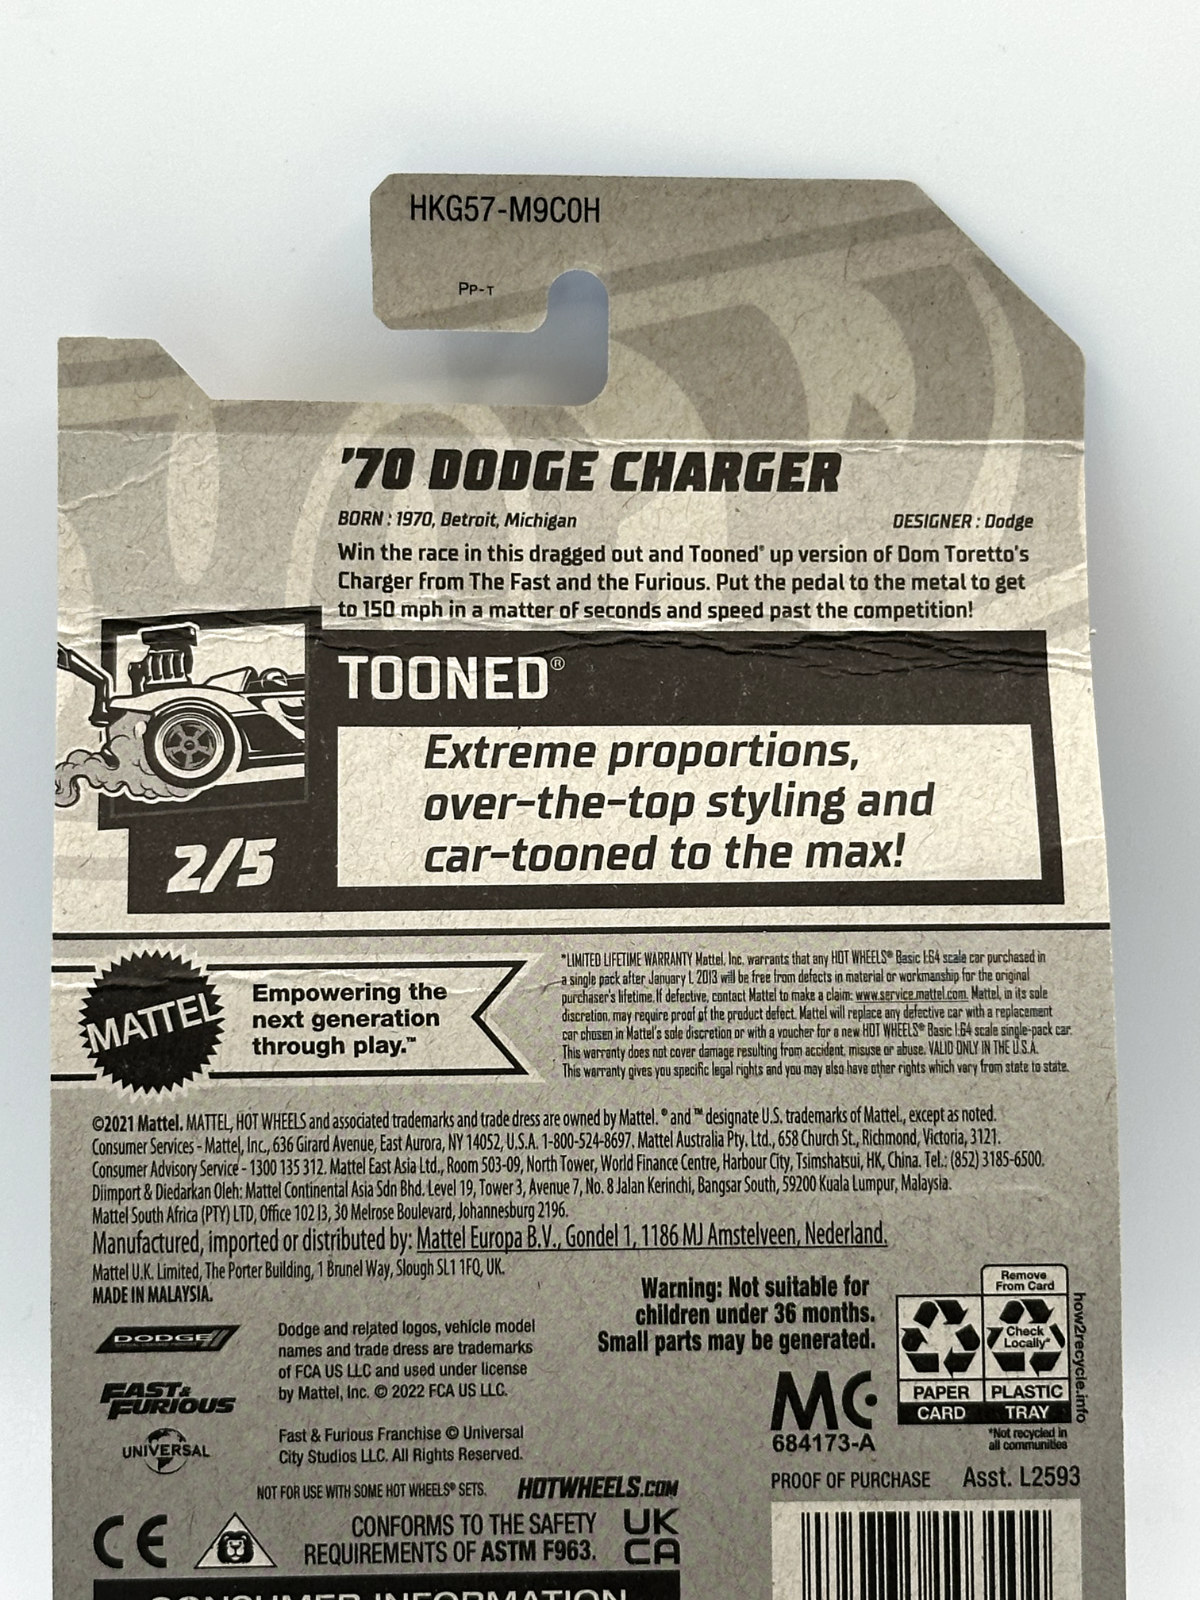 HKG57-M9C0H
PP-T
'70 DODGE CHARGER
BORN : 1970, Detroit, Michigan
DESIGNER : Dodge
Win the race in this dragged out and Tooned® up version of Dom Toretto's
Charger from The Fast and the Furious. Put the pedal to the metal to get
to 150 mph in a matter of seconds and speed past the competition!
TOONED®
Extreme proportions,
over-the-top styling and
car-tooned to the max!
2/5
MATTEL
Empowering the
next generation
through play.™
*LIMITED LIFETIME WARRANTY Mattel, Inc. warrants that any HOT WHEELS® Basic 1:64 scale car purchased in
a single pack after January 1, 2013 will be free from defects in material or workmanship for the original
purchaser's lifetime. If defective, contact Mattel to make a claim: www.service.mattel.com. Mattel, in its sole
discretion, may require proof of the product defect. Mattel will replace any defective car with a replacement
car chosen in Mattel's sole discretion or with a voucher for a new HOT WHEELS® Basic 1:64 scale single-pack car.
This warranty does not cover damage resulting from accident, misuse or abuse. VALID ONLY IN THE U.S.A.
This warranty gives you specific legal rights and you may also have other rights which vary from state to state.
©2021 Mattel. MATTEL, HOT WHEELS and associated trademarks and trade dress are owned by Mattel. ® and ™ designate U.S. trademarks of Mattel., except as noted.
Consumer Services - Mattel, Inc., 636 Girard Avenue, East Aurora, NY 14052, U.S.A. 1-800-524-8697. Mattel Australia Pty. Ltd., 658 Church St., Richmond, Victoria, 3121.
Consumer Advisory Service - 1300 135 312. Mattel East Asia Ltd., Room 503-09, North Tower, World Finance Centre, Harbour City, Tsimshatsui, HK, China. Tel.: (852) 3185-6500.
Diimport & Diedarkan Oleh: Mattel Continental Asia Sdn Bhd. Level 19, Tower 3, Avenue 7, No. 8 Jalan Kerinchi, Bangsar South, 59200 Kuala Lumpur, Malaysia.
Mattel South Africa (PTY) LTD, Office 102 I3, 30 Melrose Boulevard, Johannesburg 2196.
Manufactured, imported or distributed by: Mattel Europa B.V., Gondel 1, 1186 MJ Amstelveen, Nederland.
Mattel U.K. Limited, The Porter Building, 1 Brunel Way, Slough SL1 1FQ, UK.
MADE IN MALAYSIA.
Warning: Not suitable for
children under 36 months.
Small parts may be generated.
Remove
From Card
Check
Locally*
PAPER
CARD
PLASTIC
TRAY
*Not recycled in
all communities
how2recycle.info
DODGE
Dodge and related logos, vehicle model
names and trade dress are trademarks
of FCA US LLC and used under license
by Mattel, Inc. © 2022 FCA US LLC.
FAST &
FURIOUS
UNIVERSAL
Fast & Furious Franchise © Universal
City Studios LLC. All Rights Reserved.
MC
684173-A
PROOF OF PURCHASE
Asst. L2593
NOT FOR USE WITH SOME HOT WHEELS® SETS.
HOTWHEELS.COM
CE
CONFORMS TO THE SAFETY
REQUIREMENTS OF ASTM F963.
UK
CA
CONSUMER INFORMATION